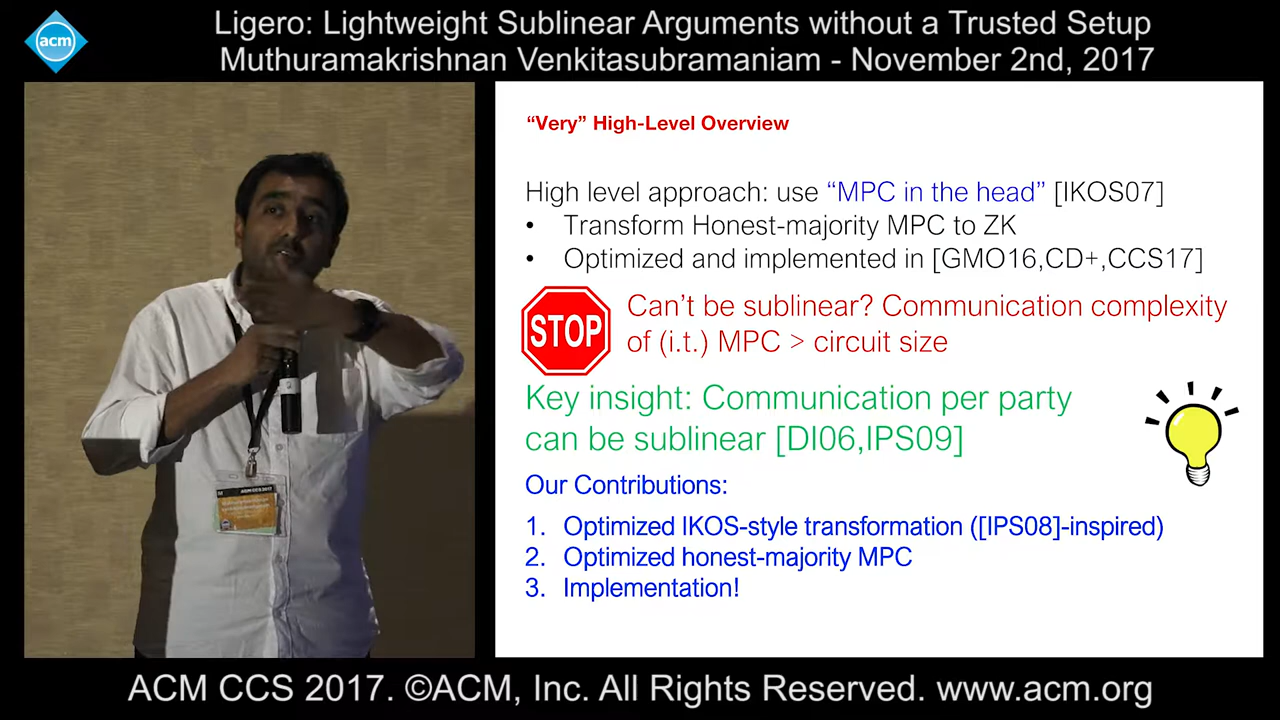 Ligero: Lightweight Sublinear Arguments without a Trusted Setup
Muthuramakrishnan Venkitasubramaniam - November 2nd, 2017
acm
“Very” High-Level Overview
High level approach: use “MPC in the head” [IKOS07]
• Transform Honest-majority MPC to ZK
• Optimized and implemented in [GMO16,CD+,CCS17]
STOP
Can’t be sublinear? Communication complexity
of (i.t.) MPC > circuit size
Key insight: Communication per party
can be sublinear [DI06,IPS09]
Our Contributions:
1. Optimized IKOS-style transformation ([IPS08]-inspired)
2. Optimized honest-majority MPC
3. Implementation!
ACM CCS 2017
ACM CCS 2017. ©ACM, Inc. All Rights Reserved. www.acm.org